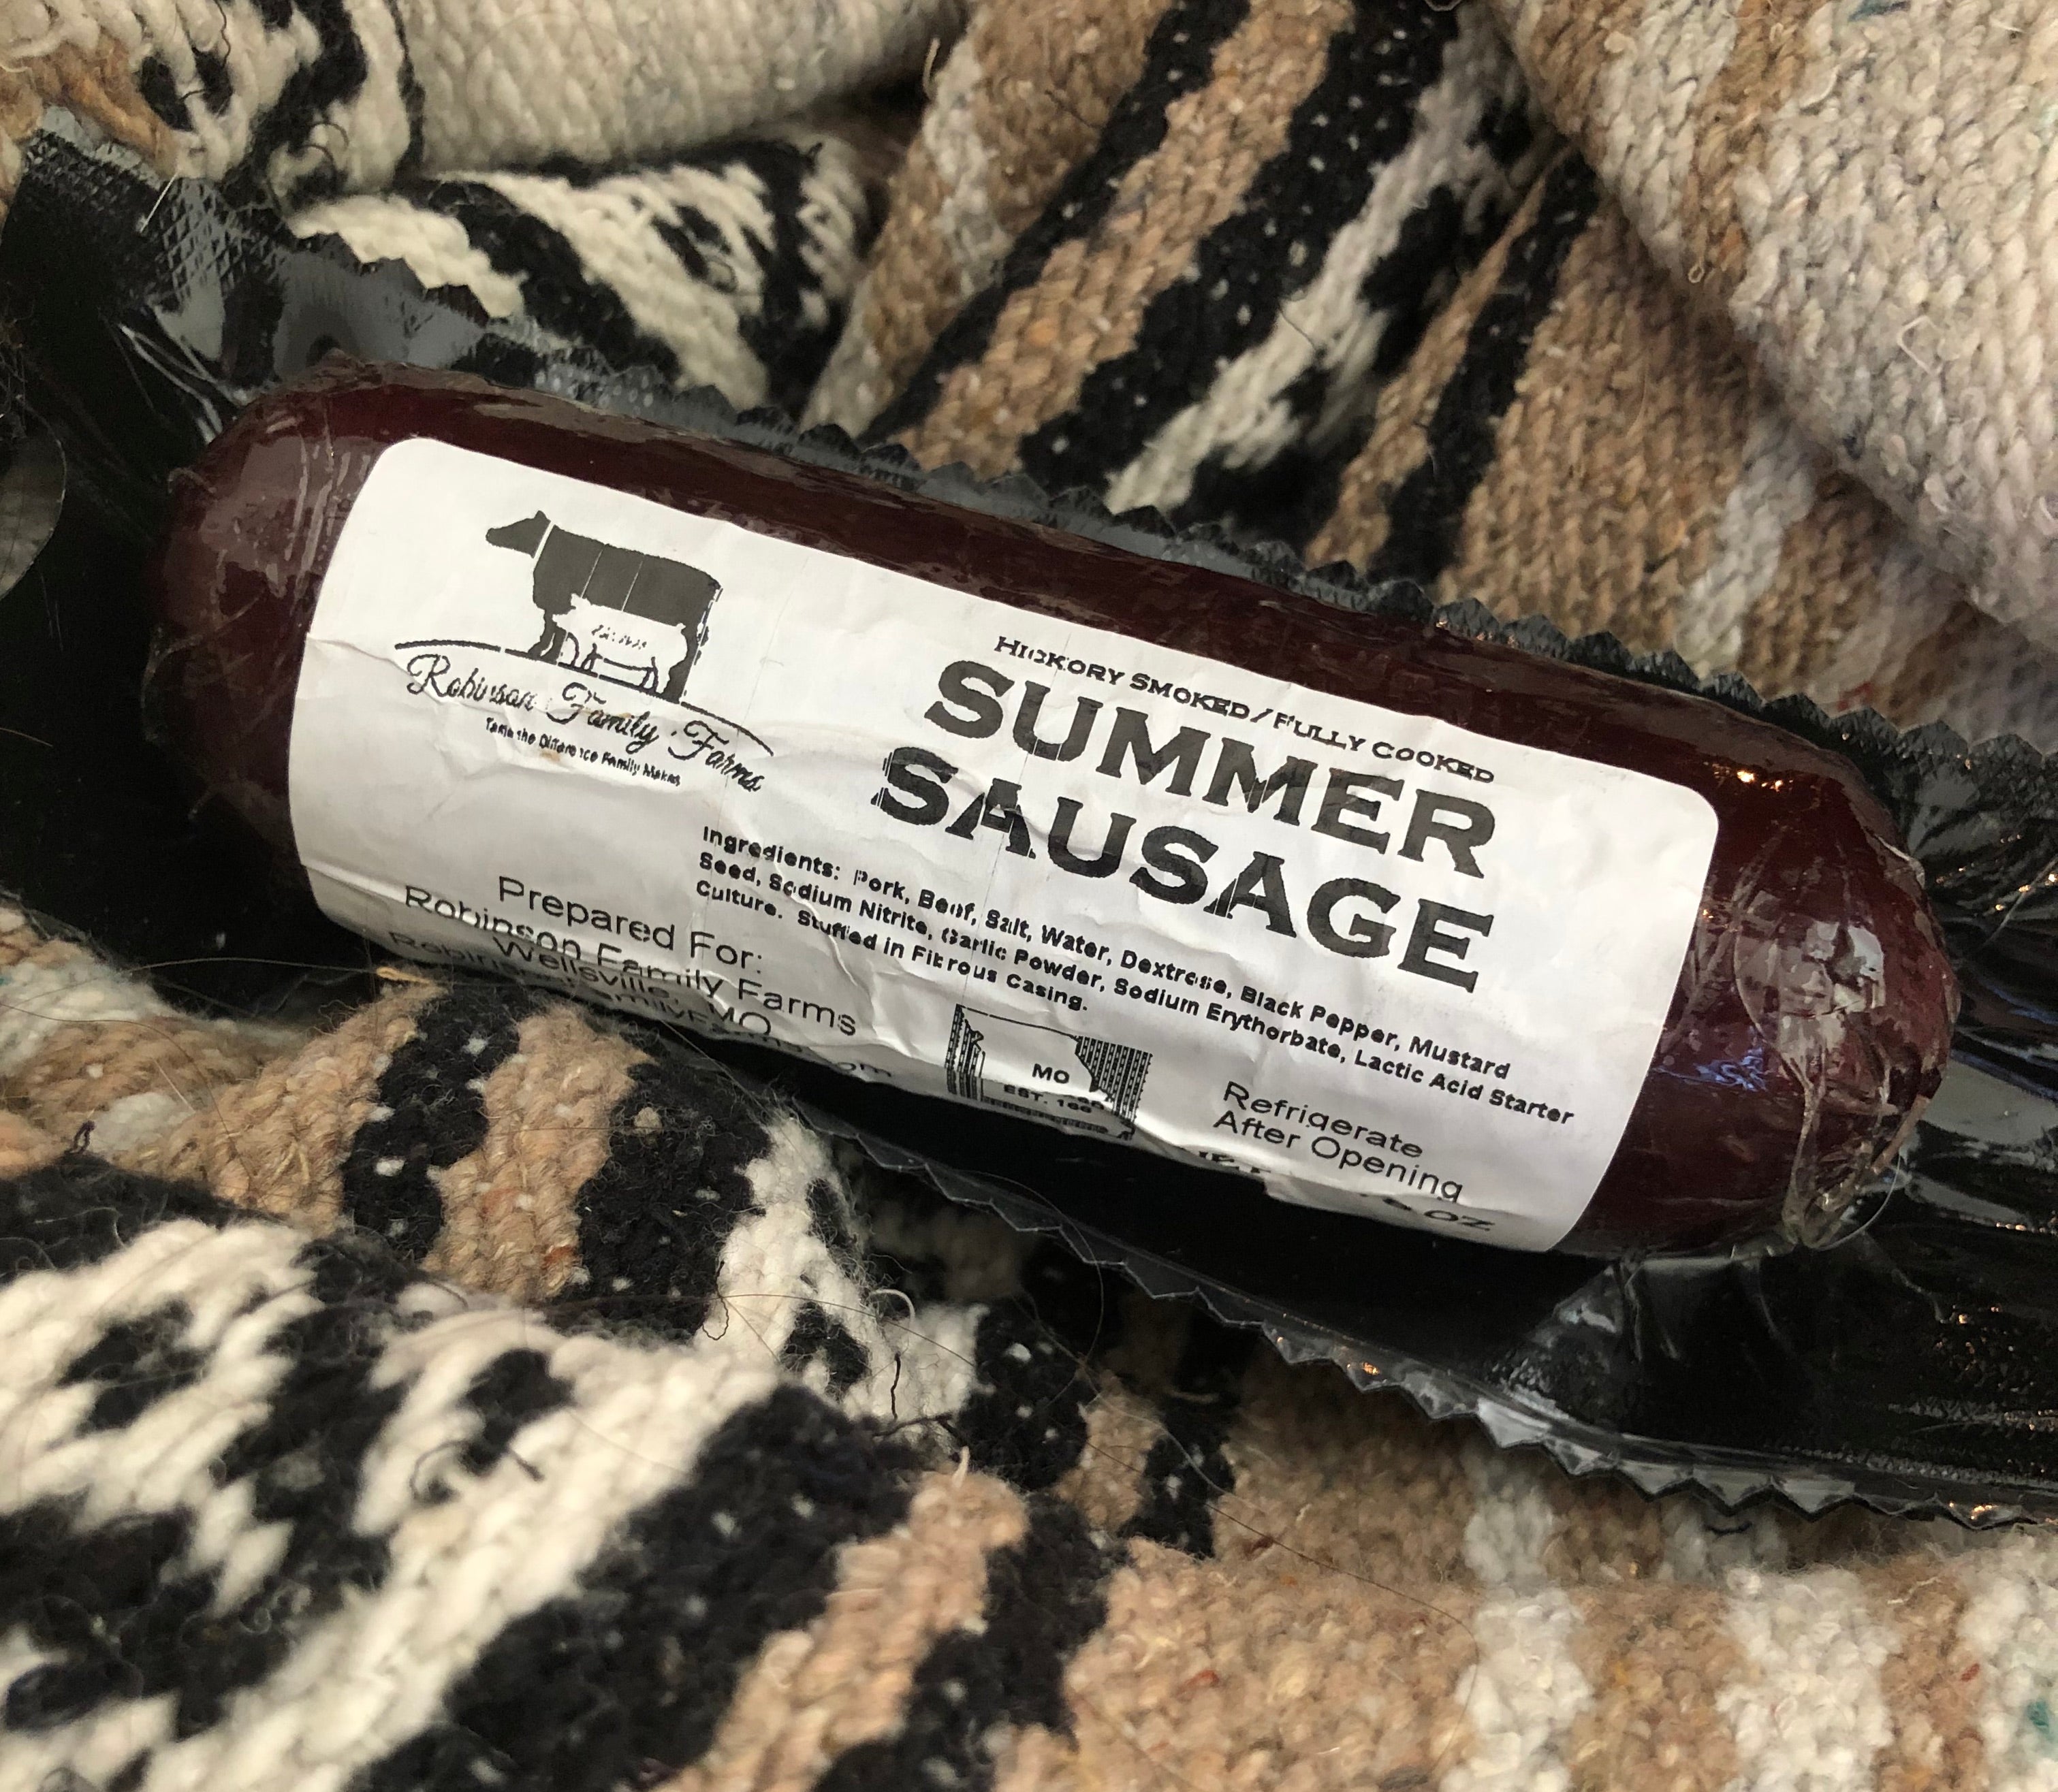 Robinson Family Farms
Taste the Difference Family Makes
HICKORY SMOKED / FULLY COOKED
SUMMER
SAUSAGE
Ingredients: Pork, Beef, Salt, Water, Dextrose, Black Pepper, Mustard
Seed, Sodium Nitrite, Garlic Powder, Sodium Erythorbate, Lactic Acid Starter
Culture. Stuffed in Fibrous Casing.
Prepared For:
Robinson Family Farms
Wellsville, MO
MO
EST.
Refrigerate
After Opening
OZ